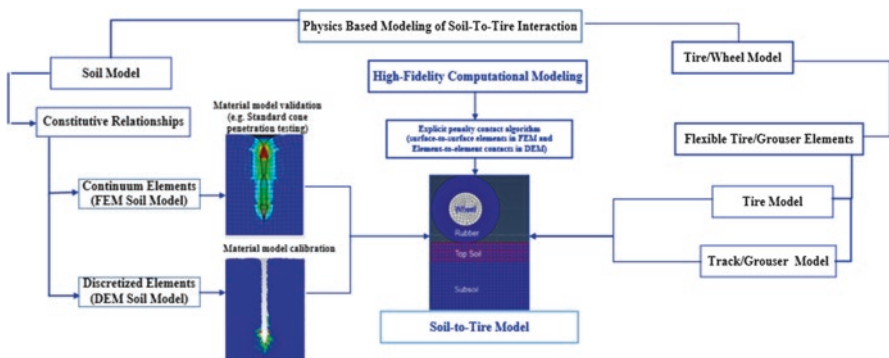 Physics Based Modeling of Soil-To-Tire Interaction
Soil Model
Tire/Wheel Model
High-Fidelity Computational Modeling
Constitutive Relationships
Material model validation
(e.g. Standard cone
penetration testing)
Explicit penalty contact algorithm
(surface-to-surface elements in FEM and
Element-to-element contacts in DEM)
Flexible Tire/Grouser Elements
Continuum Elements
(FEM Soil Model)
Tire Model
Wheel
Rubber
Top Soil
Material model calibration
Track/Grouser Model
Discretized Elements
(DEM Soil Model)
Subsoil
Soil-to-Tire Model